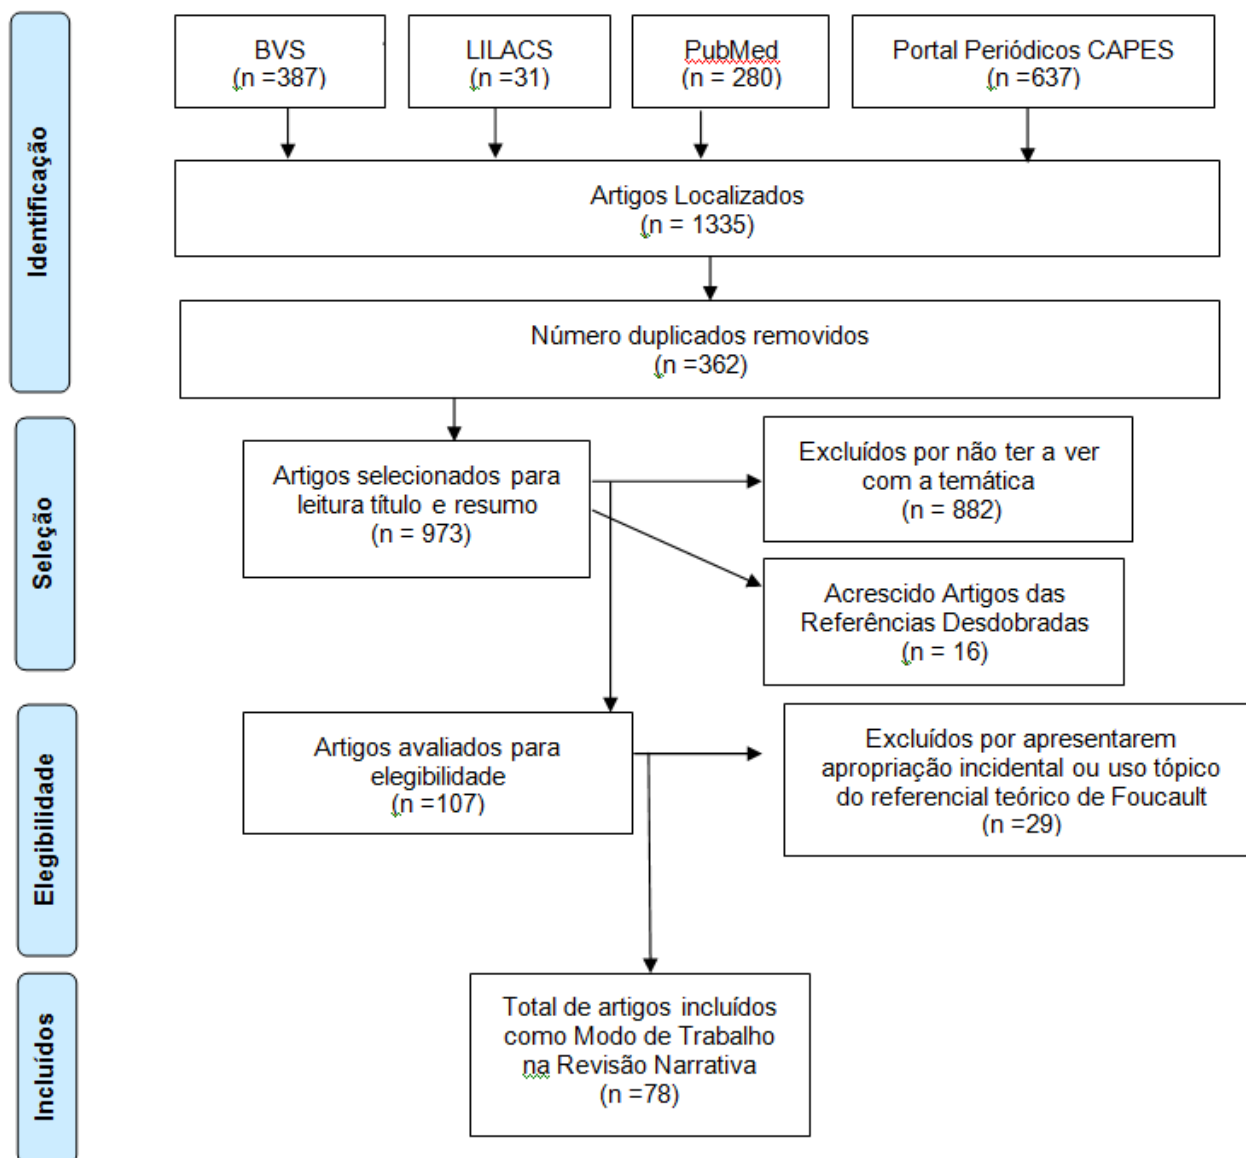 BVS
(n =387)
LILACS
(n =31)
PubMed
(n = 280)
Portal Periódicos CAPES
(n =637)
Identificação
Artigos Localizados
(n = 1335)
Número duplicados removidos
(n =362)
Seleção
Artigos selecionados para
leitura título e resumo
(n = 973)
Excluídos por não ter a ver
com a temática
(n = 882)
Acrescido Artigos das
Referências Desdobradas
(n = 16)
Elegibilidade
Artigos avaliados para
elegibilidade
(n =107)
Excluídos por apresentarem
apropriação incidental ou uso tópico
do referencial teórico de Foucault
(n =29)
Incluídos
Total de artigos incluídos
como Modo de Trabalho
na Revisão Narrativa
(n =78)